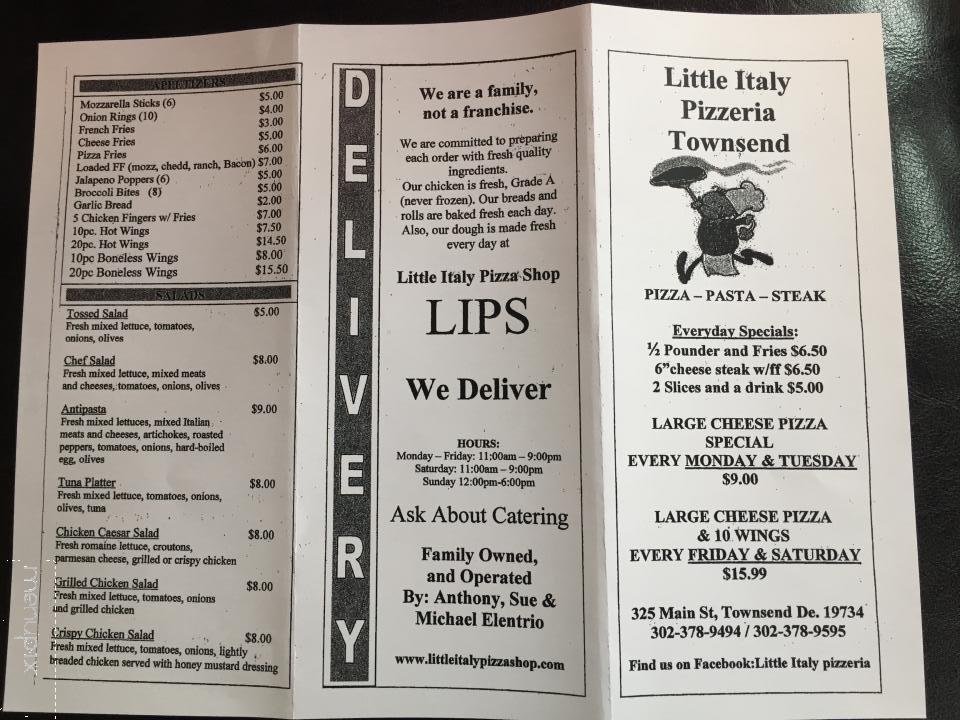 APPETIZERS
Mozzarella Sticks (6) $5.00
Onion Rings (10) $4.00
French Fries $3.00
Cheese Fries $5.00
Pizza Fries $6.00
Loaded FF (mozz, chedd, ranch, Bacon) $7.00
Jalapeno Poppers (6) $5.00
Broccoli Bites (8) $5.00
Garlic Bread $2.00
5 Chicken Fingers w/ Fries $7.00
10pc. Hot Wings $7.50
20pc. Hot Wings $14.50
10pc Boneless Wings $8.00
20pc Boneless Wings $15.50
SALADS
Tossed Salad $5.00
Fresh mixed lettuce, tomatoes,
onions, olives
Chef Salad $8.00
Fresh mixed lettuce, mixed meats
and cheeses, tomatoes, onions, olives
Antipasta $9.00
Fresh mixed lettuces, mixed Italian
meats and cheeses, artichokes, roasted
peppers, tomatoes, onions, hard-boiled
egg, olives
Tuna Platter $8.00
Fresh mixed lettuce, tomatoes, onions,
olives, tuna
Chicken Caesar Salad $8.00
Fresh romaine lettuce, croutons,
parmesan cheese, grilled or crispy chicken
Grilled Chicken Salad $8.00
Fresh mixed lettuce, tomatoes, onions
and grilled chicken
Crispy Chicken Salad $8.00
Fresh mixed lettuce, tomatoes, onions, lightly
breaded chicken served with honey mustard dressing
menupix
DELIVERY
We are a family,
not a franchise.
We are committed to preparing
each order with fresh quality
ingredients.
Our chicken is fresh, Grade A
(never frozen). Our breads and
rolls are baked fresh each day.
Also, our dough is made fresh
every day at
Little Italy Pizza Shop
LIPS
We Deliver
HOURS:
Monday – Friday: 11:00am – 9:00pm
Saturday: 11:00am – 9:00pm
Sunday 12:00pm-6:00pm
Ask About Catering
Family Owned,
and Operated
By: Anthony, Sue &
Michael Elentrio
www.littleitalypizzashop.com
Little Italy
Pizzeria
Townsend
PIZZA – PASTA – STEAK
Everyday Specials:
½ Pounder and Fries $6.50
6”cheese steak w/ff $6.50
2 Slices and a drink $5.00
LARGE CHEESE PIZZA
SPECIAL
EVERY MONDAY & TUESDAY
$9.00
LARGE CHEESE PIZZA
& 10 WINGS
EVERY FRIDAY & SATURDAY
$15.99
325 Main St, Townsend De. 19734
302-378-9494 / 302-378-9595
Find us on Facebook:Little Italy pizzeria